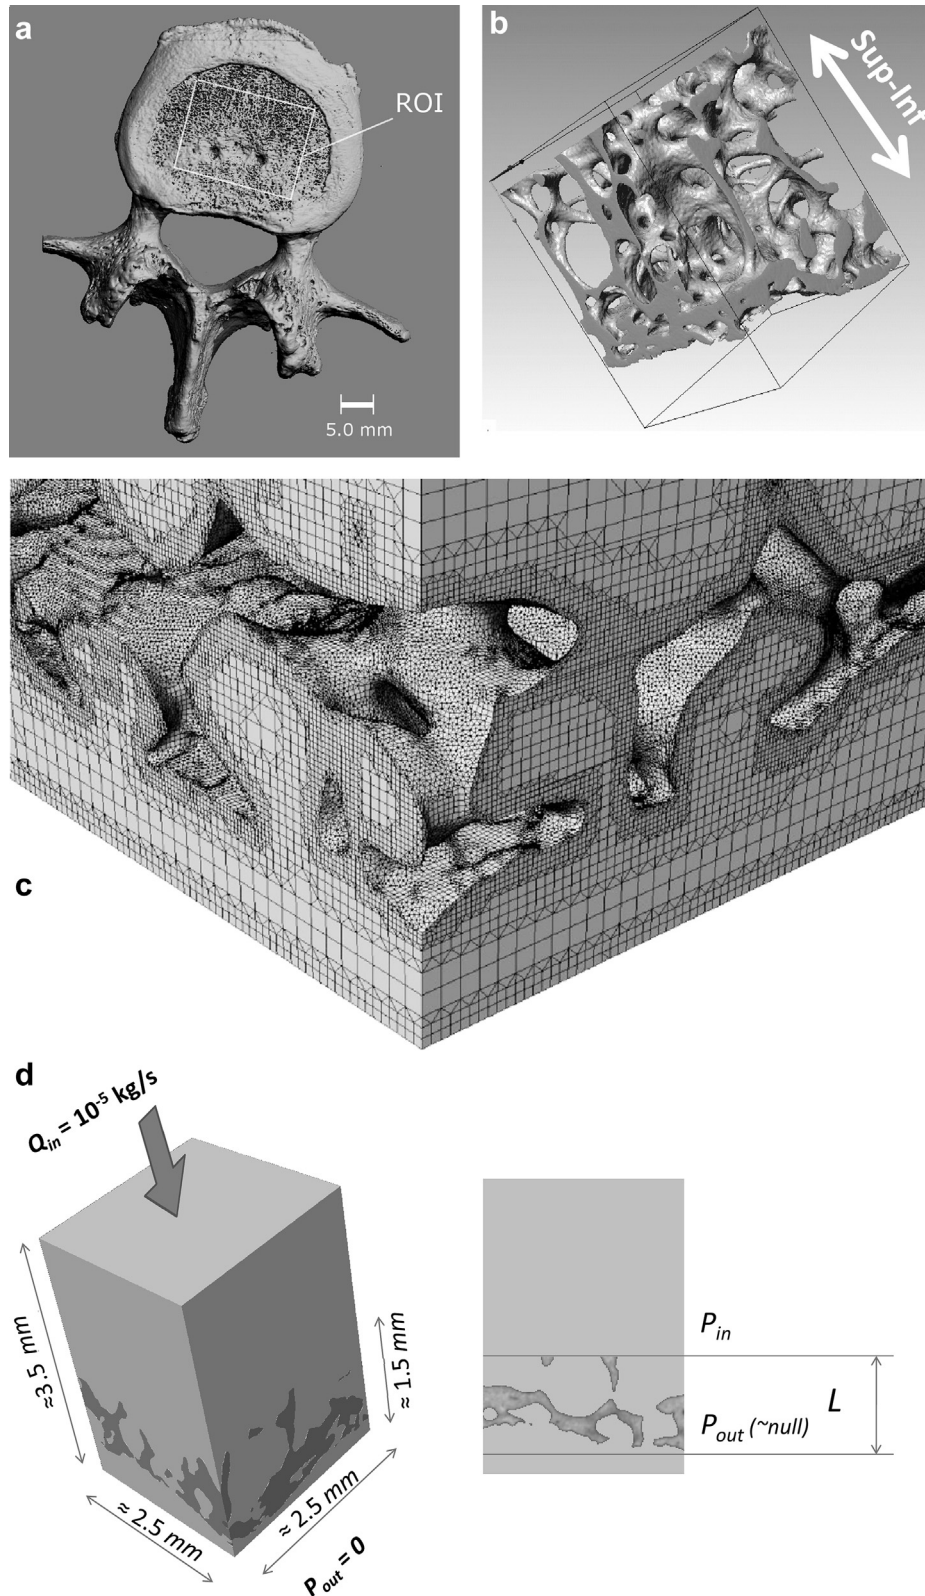 a
ROI
5.0 mm
b
Sup-Inf
c
d
Q_in = 10^-5 kg/s
≈3.5 mm
≈ 1.5 mm
≈ 2.5 mm
≈ 2.5 mm
P_out = 0
P_in
L
P_out (~null)